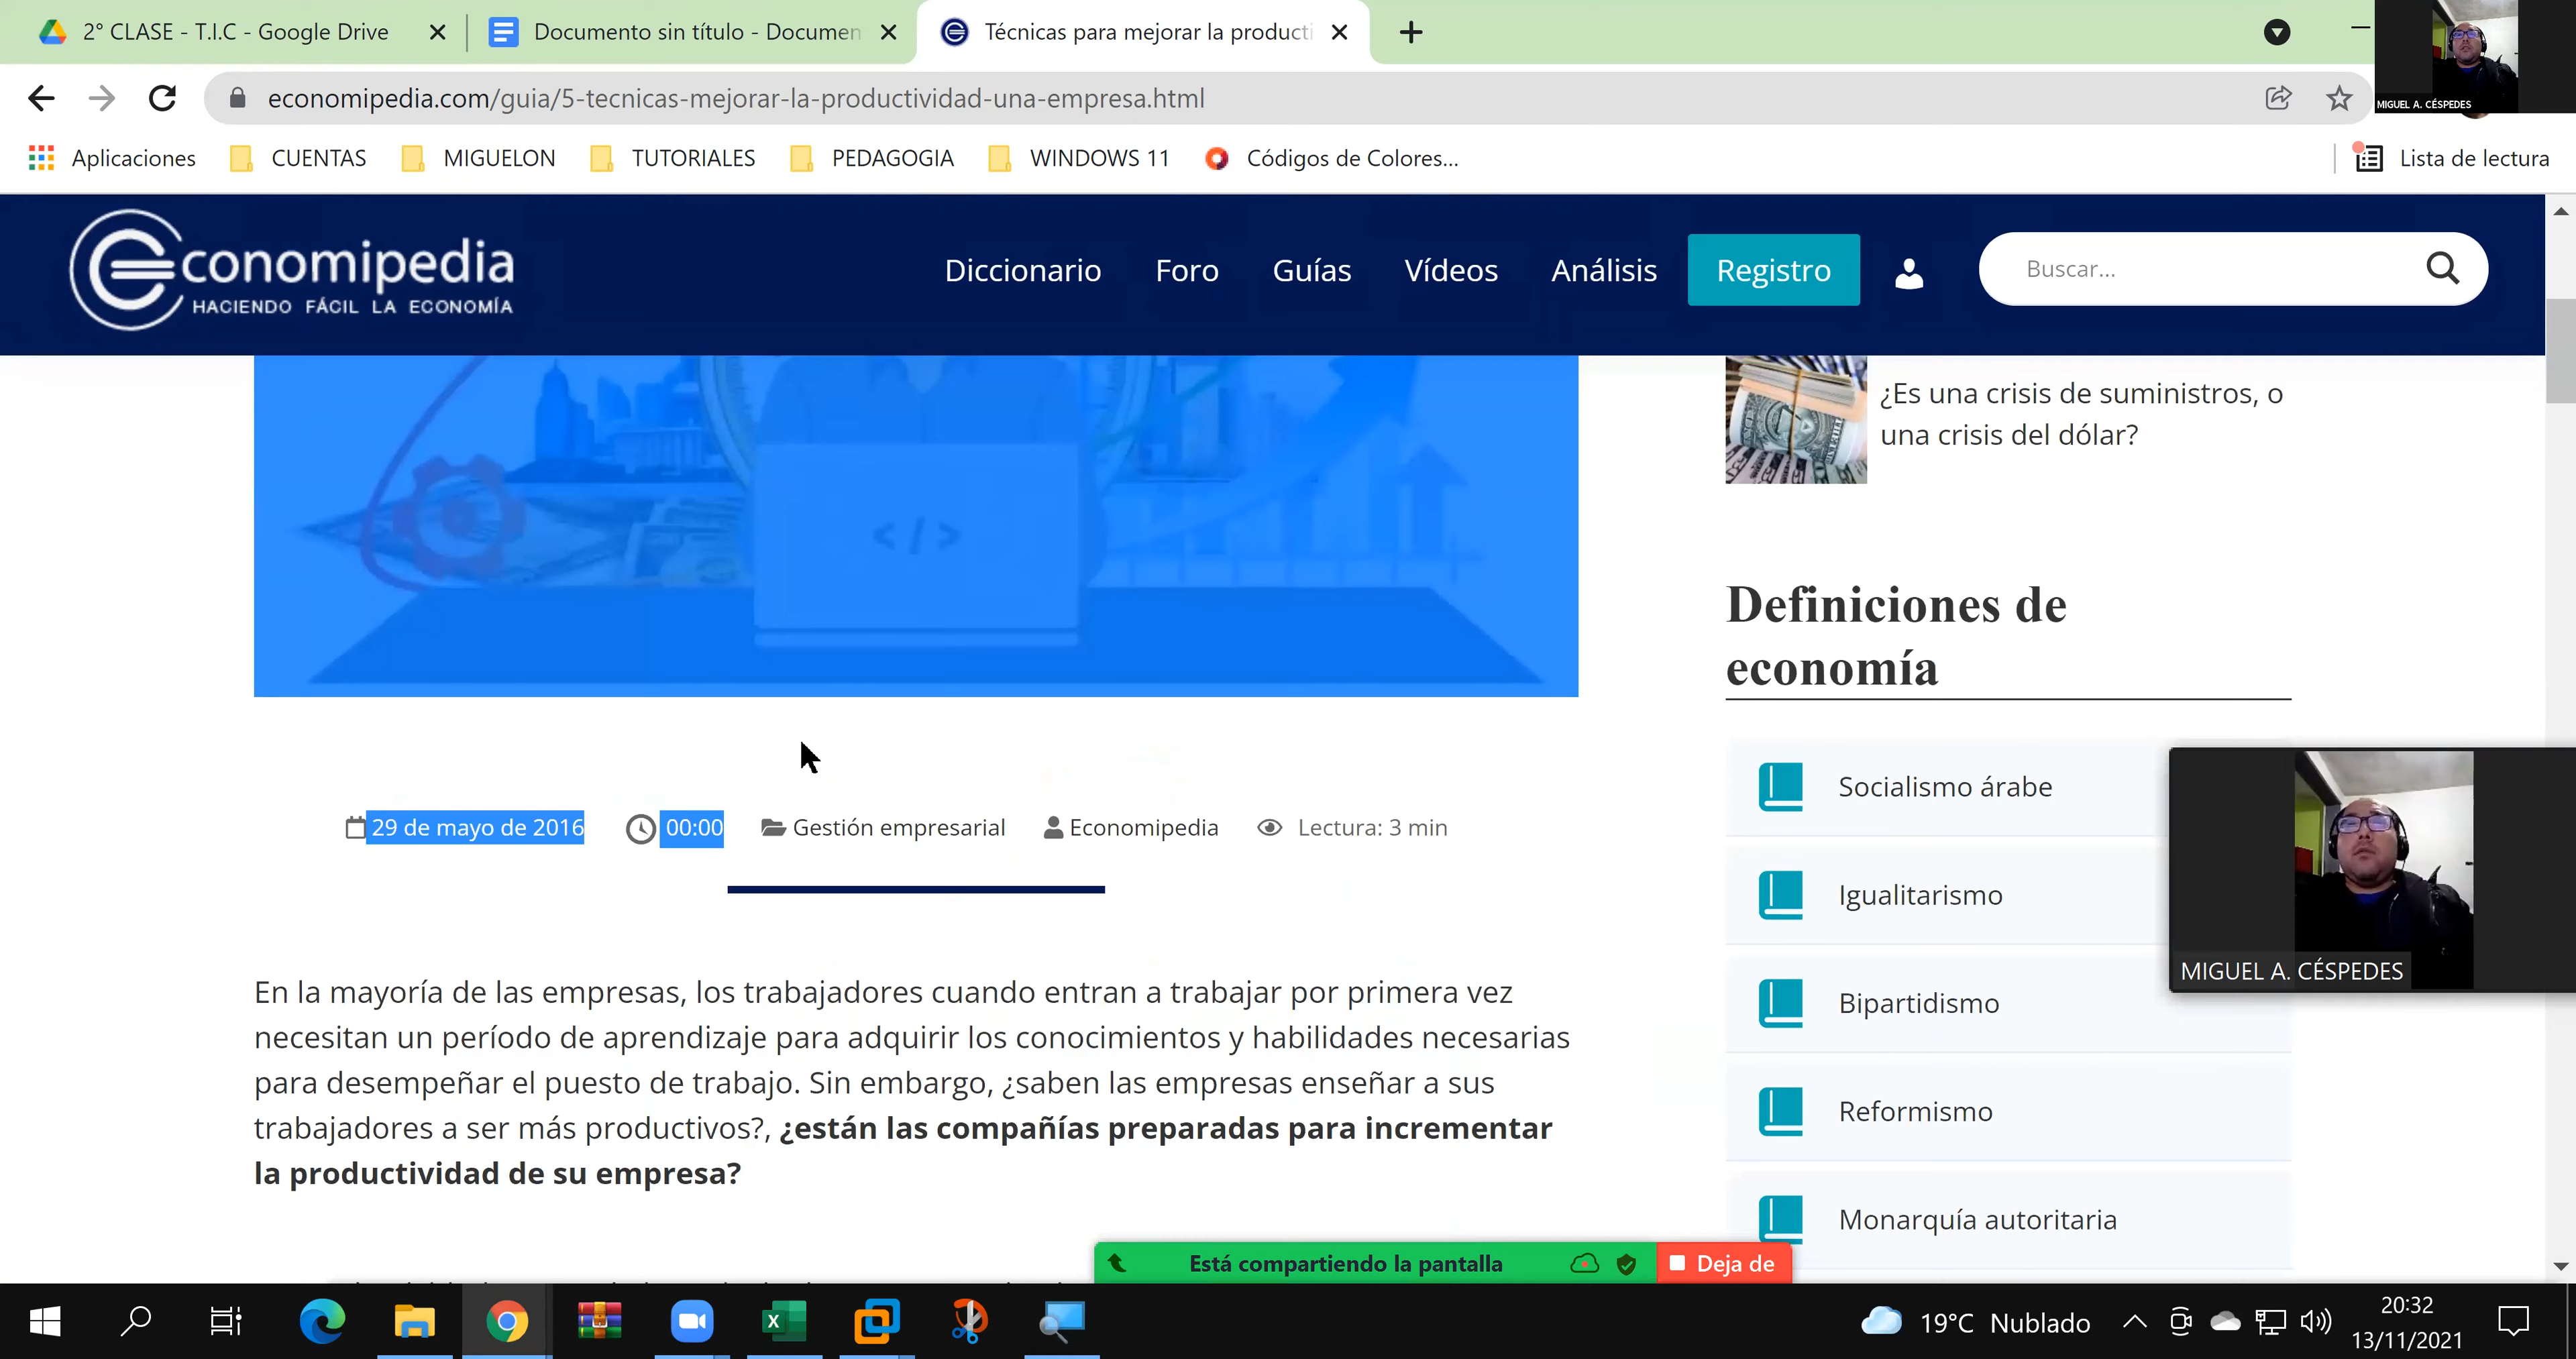 2° CLASE - T.I.C - Google Drive
Documento sin título - Documen
Técnicas para mejorar la producti
MIGUEL A. CÉSPEDES
economipedia.com/guia/5-tecnicas-mejorar-la-productividad-una-empresa.html
Aplicaciones
CUENTAS
MIGUELON
TUTORIALES
PEDAGOGIA
WINDOWS 11
Códigos de Colores...
Lista de lectura
economipedia
HACIENDO FÁCIL LA ECONOMÍA
Diccionario
Foro
Guías
Vídeos
Análisis
Registro
Buscar...
</>
¿Es una crisis de suministros, o
una crisis del dólar?
Definiciones de
economía
29 de mayo de 2016
00:00
Gestión empresarial
Economipedia
Lectura: 3 min
En la mayoría de las empresas, los trabajadores cuando entran a trabajar por primera vez
necesitan un período de aprendizaje para adquirir los conocimientos y habilidades necesarias
para desempeñar el puesto de trabajo. Sin embargo, ¿saben las empresas enseñar a sus
trabajadores a ser más productivos?, ¿están las compañías preparadas para incrementar
la productividad de su empresa?
Socialismo árabe
Igualitarismo
Bipartidismo
Reformismo
Monarquía autoritaria
MIGUEL A. CÉSPEDES
Está compartiendo la pantalla
Deja de
19°C Nublado
20:32
13/11/2021